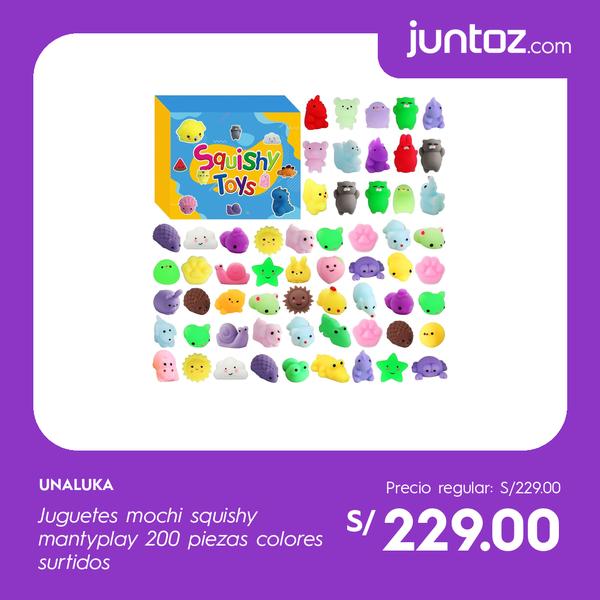 juntoz.com
Squishy
Toys
UNALUKA
Juguetes mochi squishy
mantyplay 200 piezas colores
surtidos
Precio regular: S/229.00
S/ 229.00